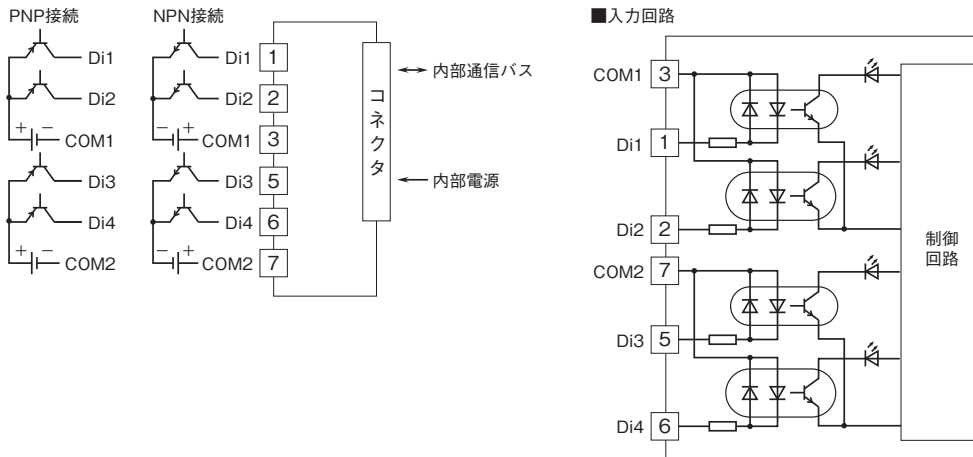 PNP接続
NPN接続
Di1
Di2
+ −
COM1
Di3
Di4
+ −
COM2
Di1
Di2
− +
COM1
Di3
Di4
− +
COM2
1
2
3
5
6
7
コネクタ
内部通信バス
内部電源
■入力回路
COM1 3
Di1 1
Di2 2
COM2 7
Di3 5
Di4 6
制御
回路